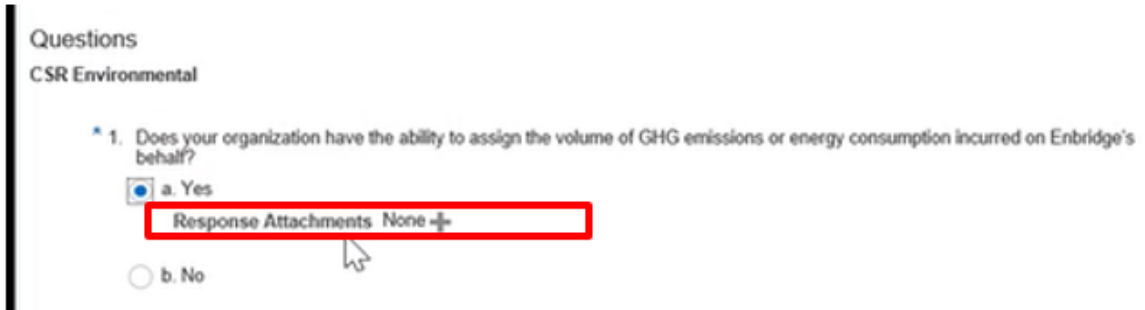 Questions
CSR Environmental
* 1. Does your organization have the ability to assign the volume of GHG emissions or energy consumption incurred on Enbridge's
behalf?
a. Yes
Response Attachments None +
b. No